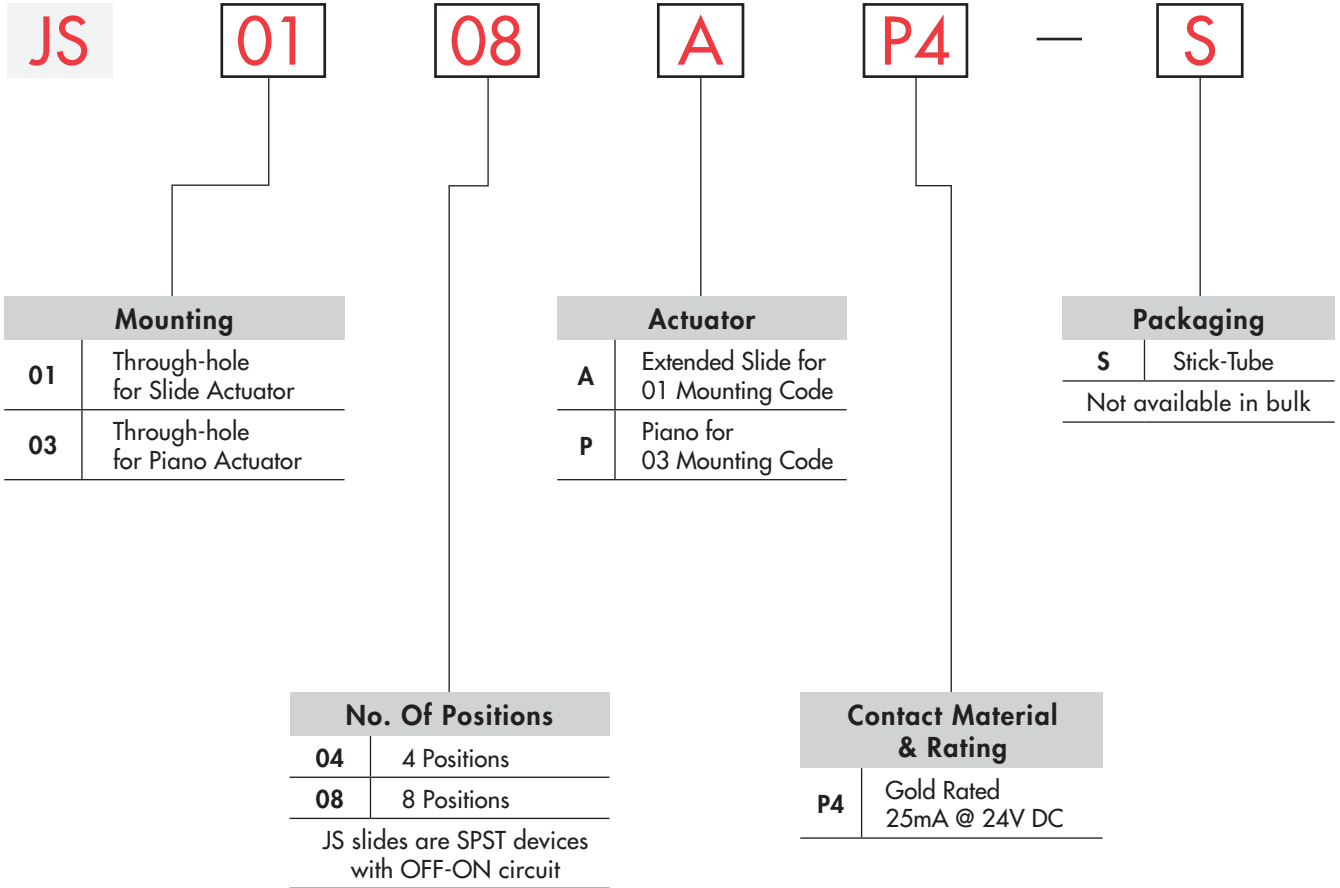 JS 01 08 A P4 — S
Mounting
01 Through-hole
for Slide Actuator
03 Through-hole
for Piano Actuator
Actuator
A Extended Slide for
01 Mounting Code
P Piano for
03 Mounting Code
Packaging
S Stick-Tube
Not available in bulk
No. Of Positions
04 4 Positions
08 8 Positions
JS slides are SPST devices
with OFF-ON circuit
Contact Material
& Rating
P4 Gold Rated
25mA @ 24V DC